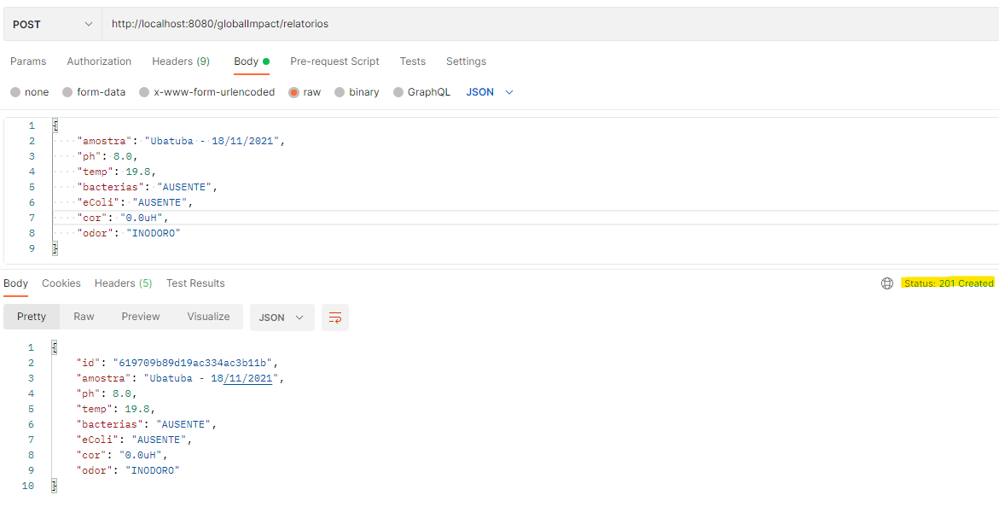 POST http://localhost:8080/globalImpact/relatorios
Params Authorization Headers (9) Body Pre-request Script Tests Settings
none form-data x-www-form-urlencoded raw binary GraphQL JSON
1 {
2 "amostra": "Ubatuba - 18/11/2021",
3 "ph": 8.0,
4 "temp": 19.8,
5 "bacterias": "AUSENTE",
6 "eColi": "AUSENTE",
7 "cor": "0.0uH",
8 "odor": "INODORO"
9 }
Body Cookies Headers (5) Test Results Status: 201 Created
Pretty Raw Preview Visualize JSON
1 {
2 "id": "619709b89d19ac334ac3b11b",
3 "amostra": "Ubatuba - 18/11/2021",
4 "ph": 8.0,
5 "temp": 19.8,
6 "bacterias": "AUSENTE",
7 "eColi": "AUSENTE",
8 "cor": "0.0uH",
9 "odor": "INODORO"
10 }